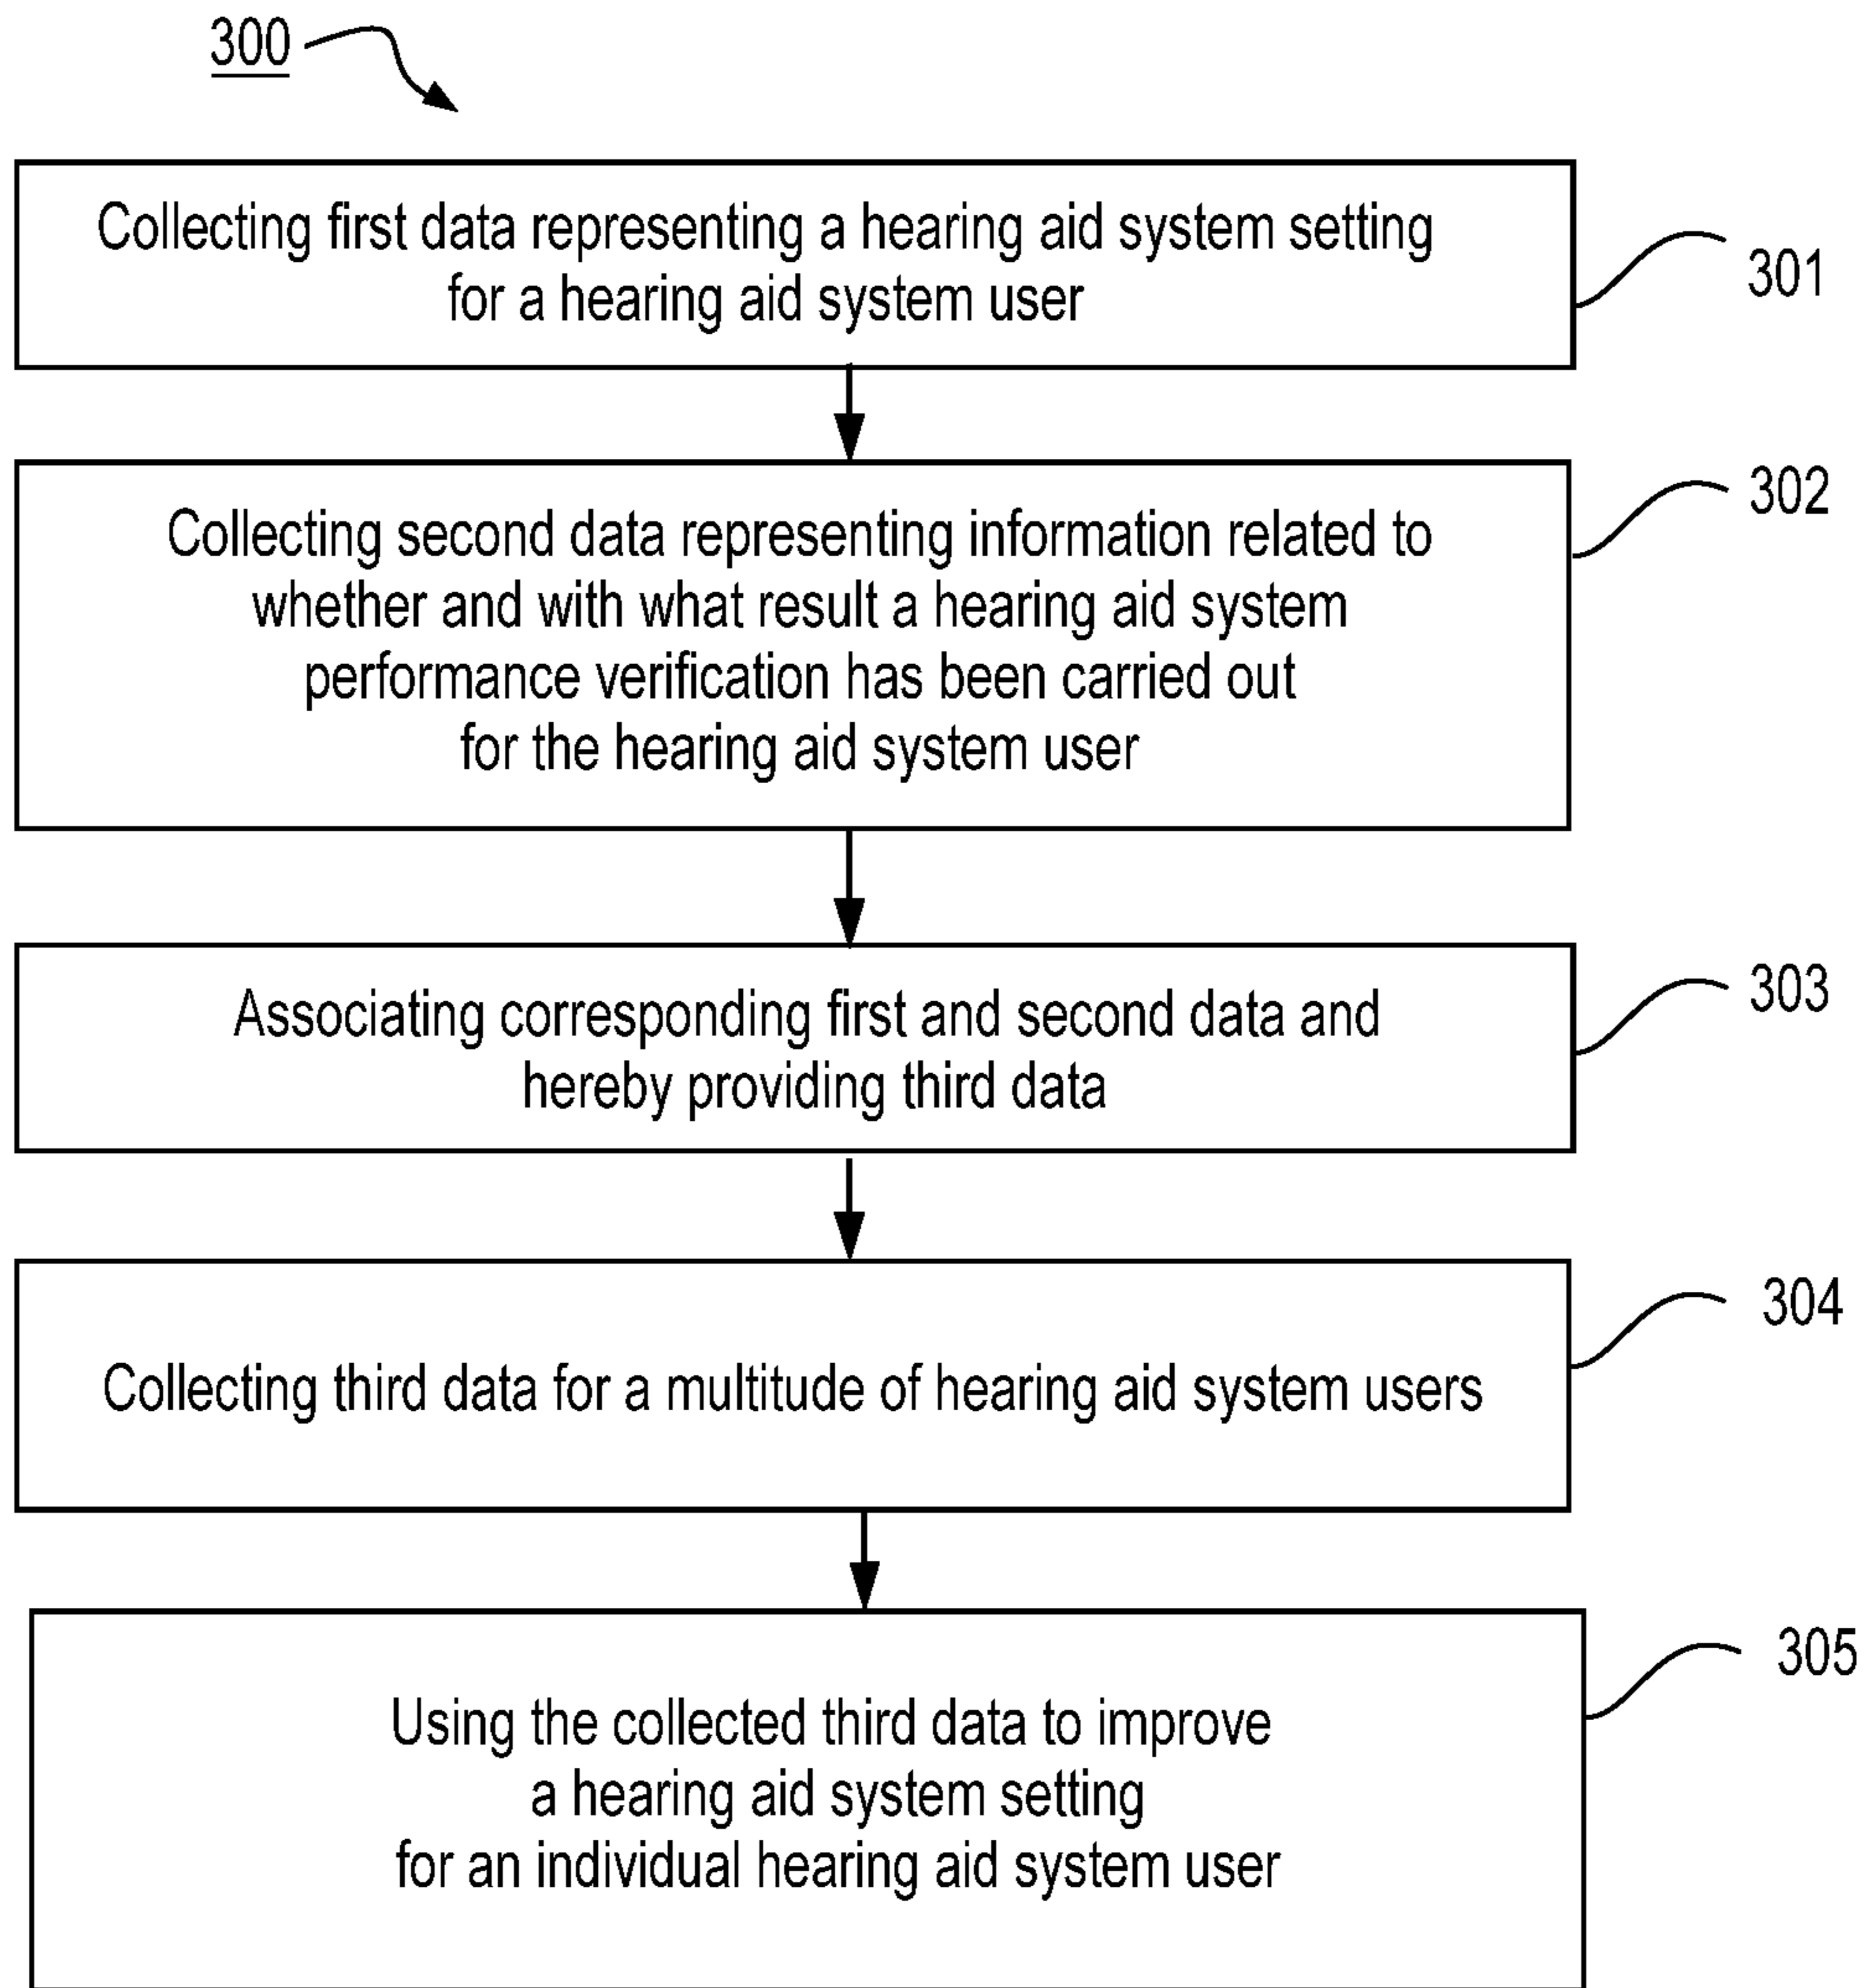 300
Collecting first data representing a hearing aid system setting
for a hearing aid system user
301
Collecting second data representing information related to
whether and with what result a hearing aid system
performance verification has been carried out
for the hearing aid system user
302
Associating corresponding first and second data and
hereby providing third data
303
Collecting third data for a multitude of hearing aid system users
304
Using the collected third data to improve
a hearing aid system setting
for an individual hearing aid system user
305